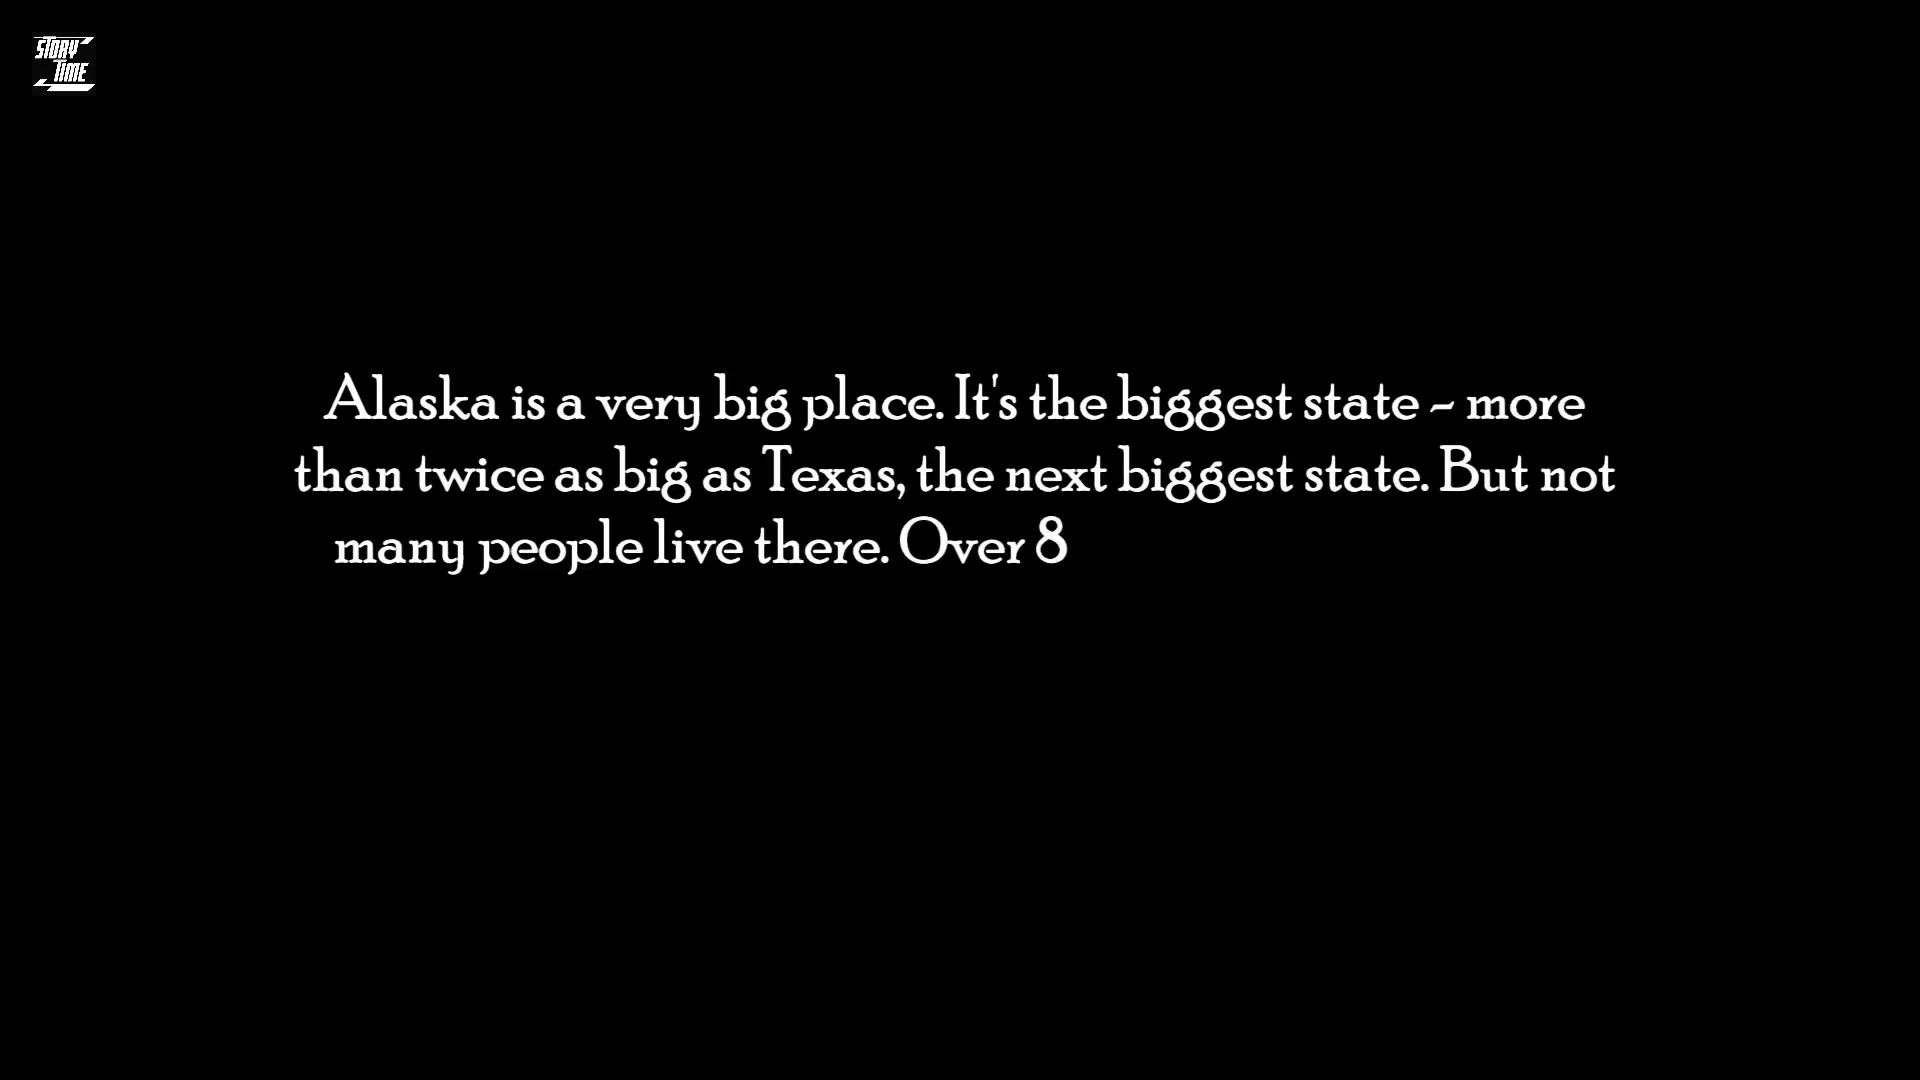 STORY
TIME
Alaska is a very big place. It's the biggest state - more
than twice as big as Texas, the next biggest state. But not
many people live there. Over 8